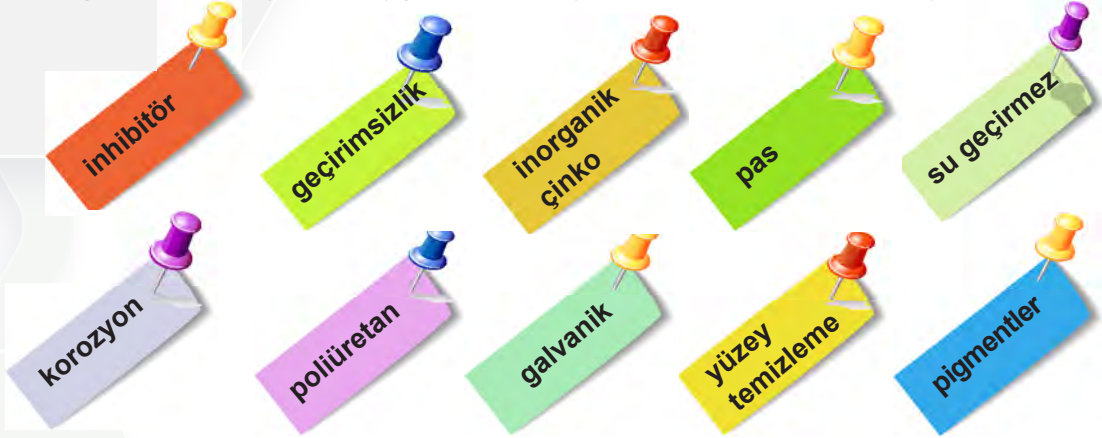 inhibitör
geçirimsizlik
inorganik
çinko
pas
su geçirmez
korozyon
poliüretan
galvanik
yüzey
temizleme
pigmentler